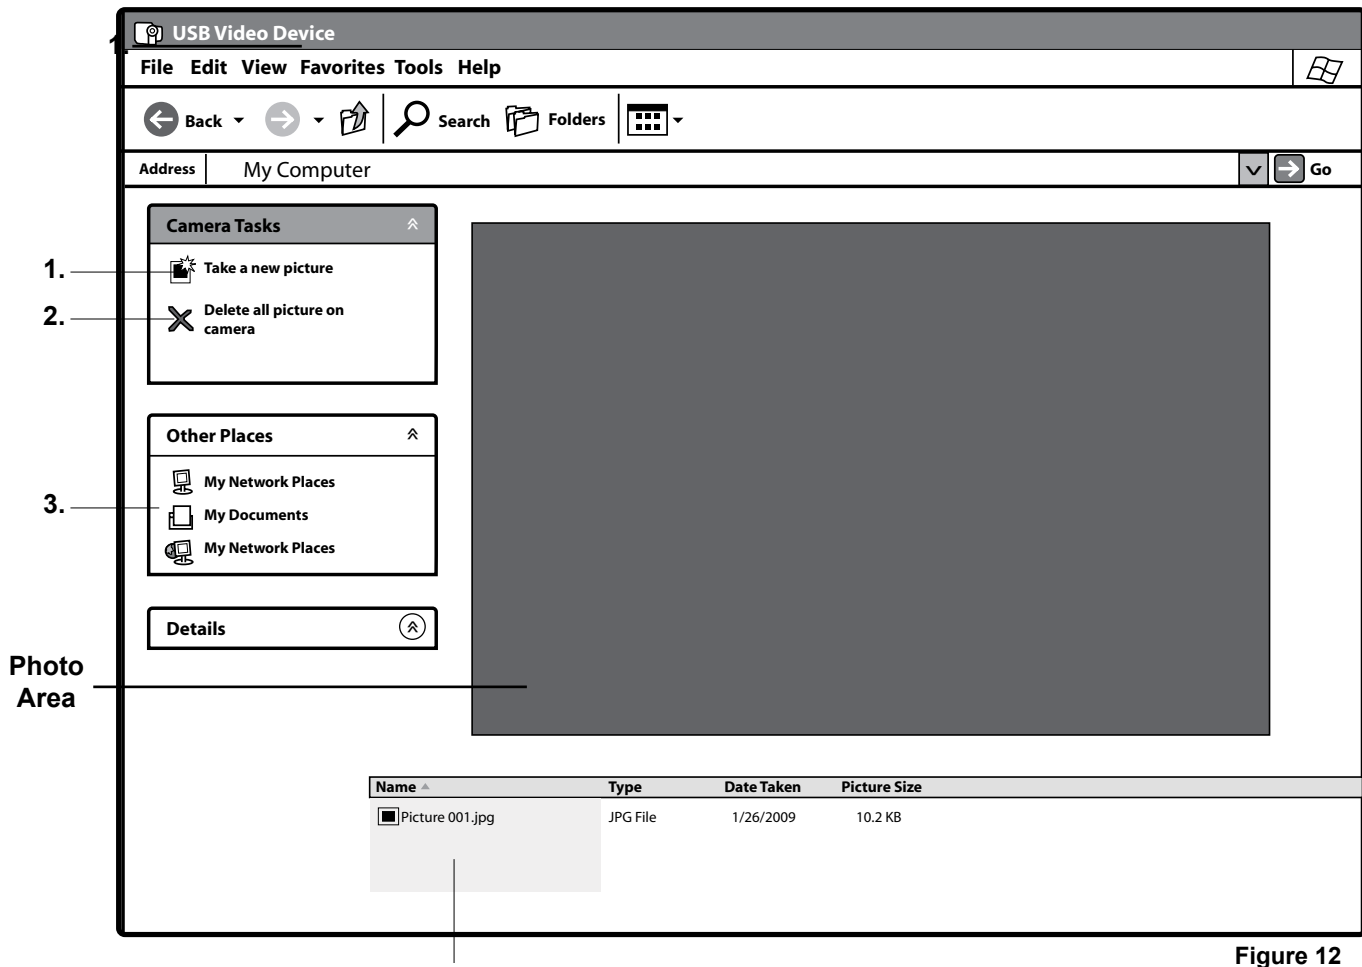 USB Video Device
File Edit View Favorites Tools Help
Back Search Folders
Address My Computer Go
Camera Tasks
1. Take a new picture
2. Delete all picture on
camera
Other Places
My Network Places
3. My Documents
My Network Places
Details
Photo
Area
Name Type Date Taken Picture Size
Picture 001.jpg JPG File 1/26/2009 10.2 KB
Figure 12